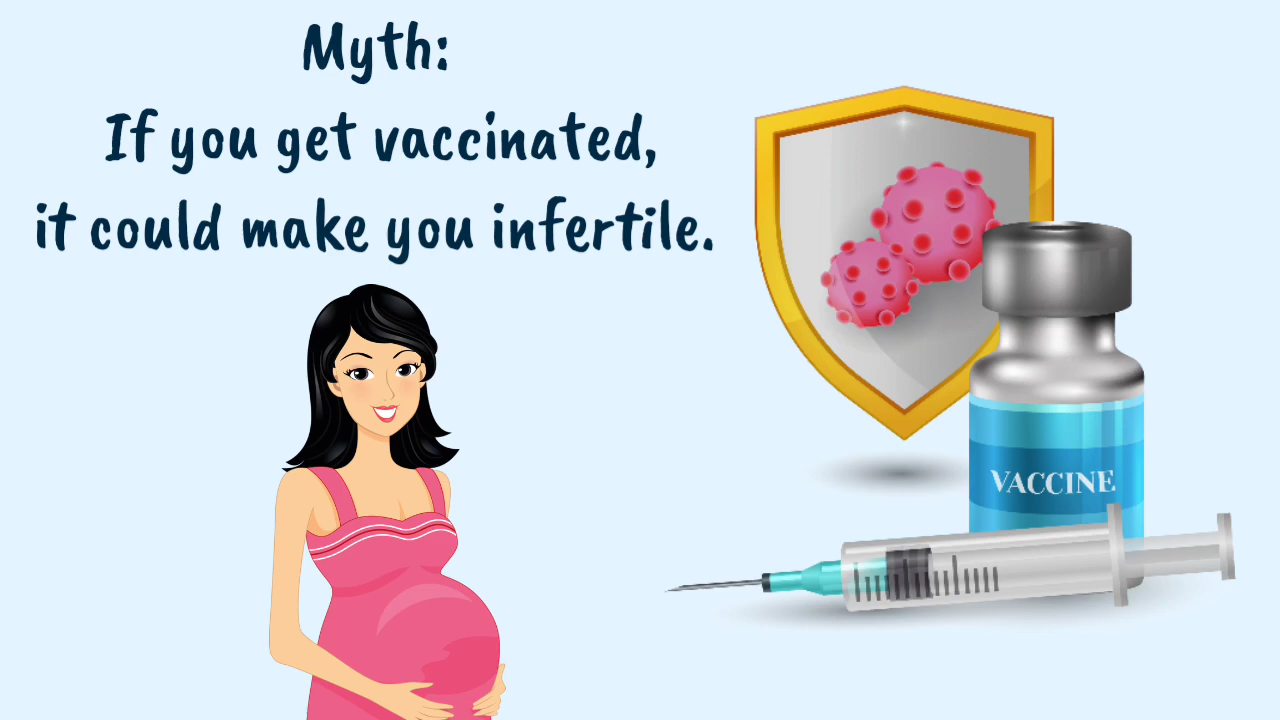 Myth:
If you get vaccinated,
it could make you infertile.
VACCINE